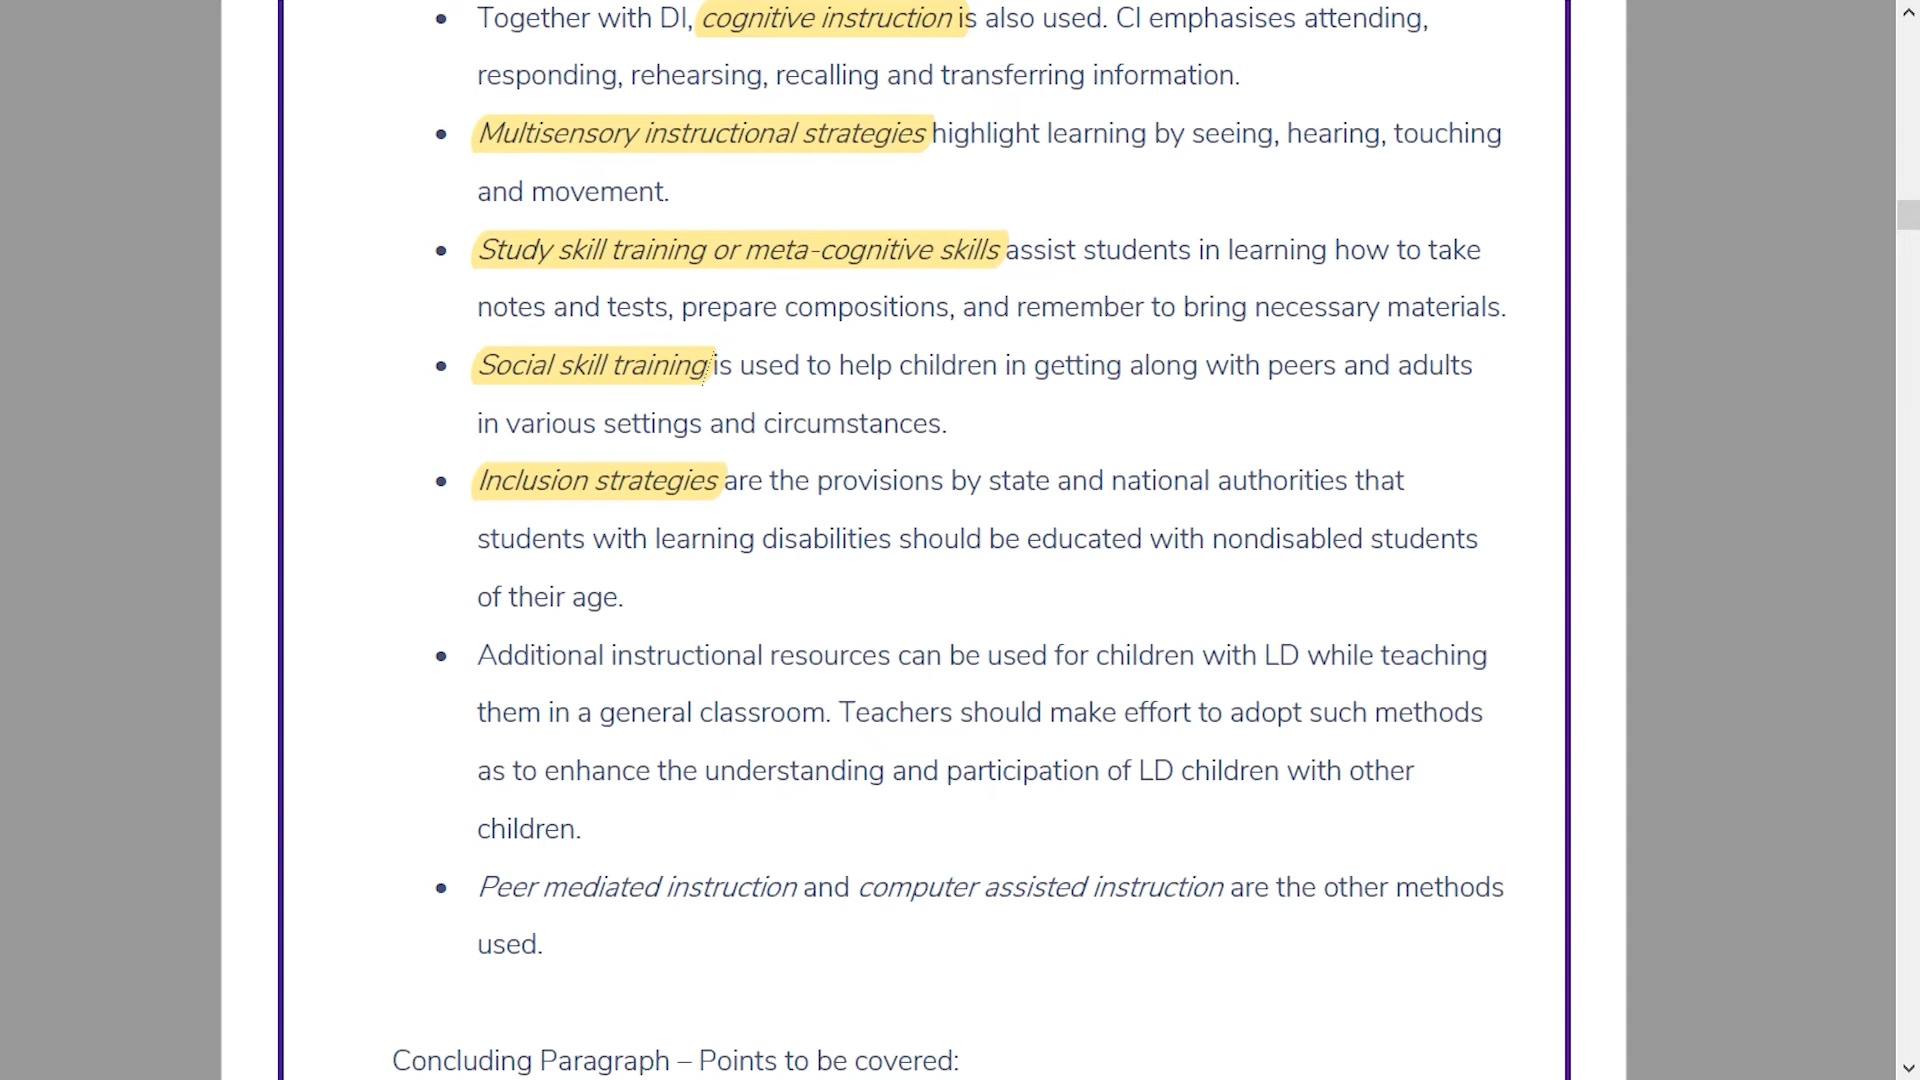 Together with DI, cognitive instruction is also used. CI emphasises attending,
responding, rehearsing, recalling and transferring information.
Multisensory instructional strategies highlight learning by seeing, hearing, touching
and movement.
Study skill training or meta-cognitive skills assist students in learning how to take
notes and tests, prepare compositions, and remember to bring necessary materials.
Social skill training is used to help children in getting along with peers and adults
in various settings and circumstances.
Inclusion strategies are the provisions by state and national authorities that
students with learning disabilities should be educated with nondisabled students
of their age.
Additional instructional resources can be used for children with LD while teaching
them in a general classroom. Teachers should make effort to adopt such methods
as to enhance the understanding and participation of LD children with other
children.
Peer mediated instruction and computer assisted instruction are the other methods
used.
Concluding Paragraph – Points to be covered: